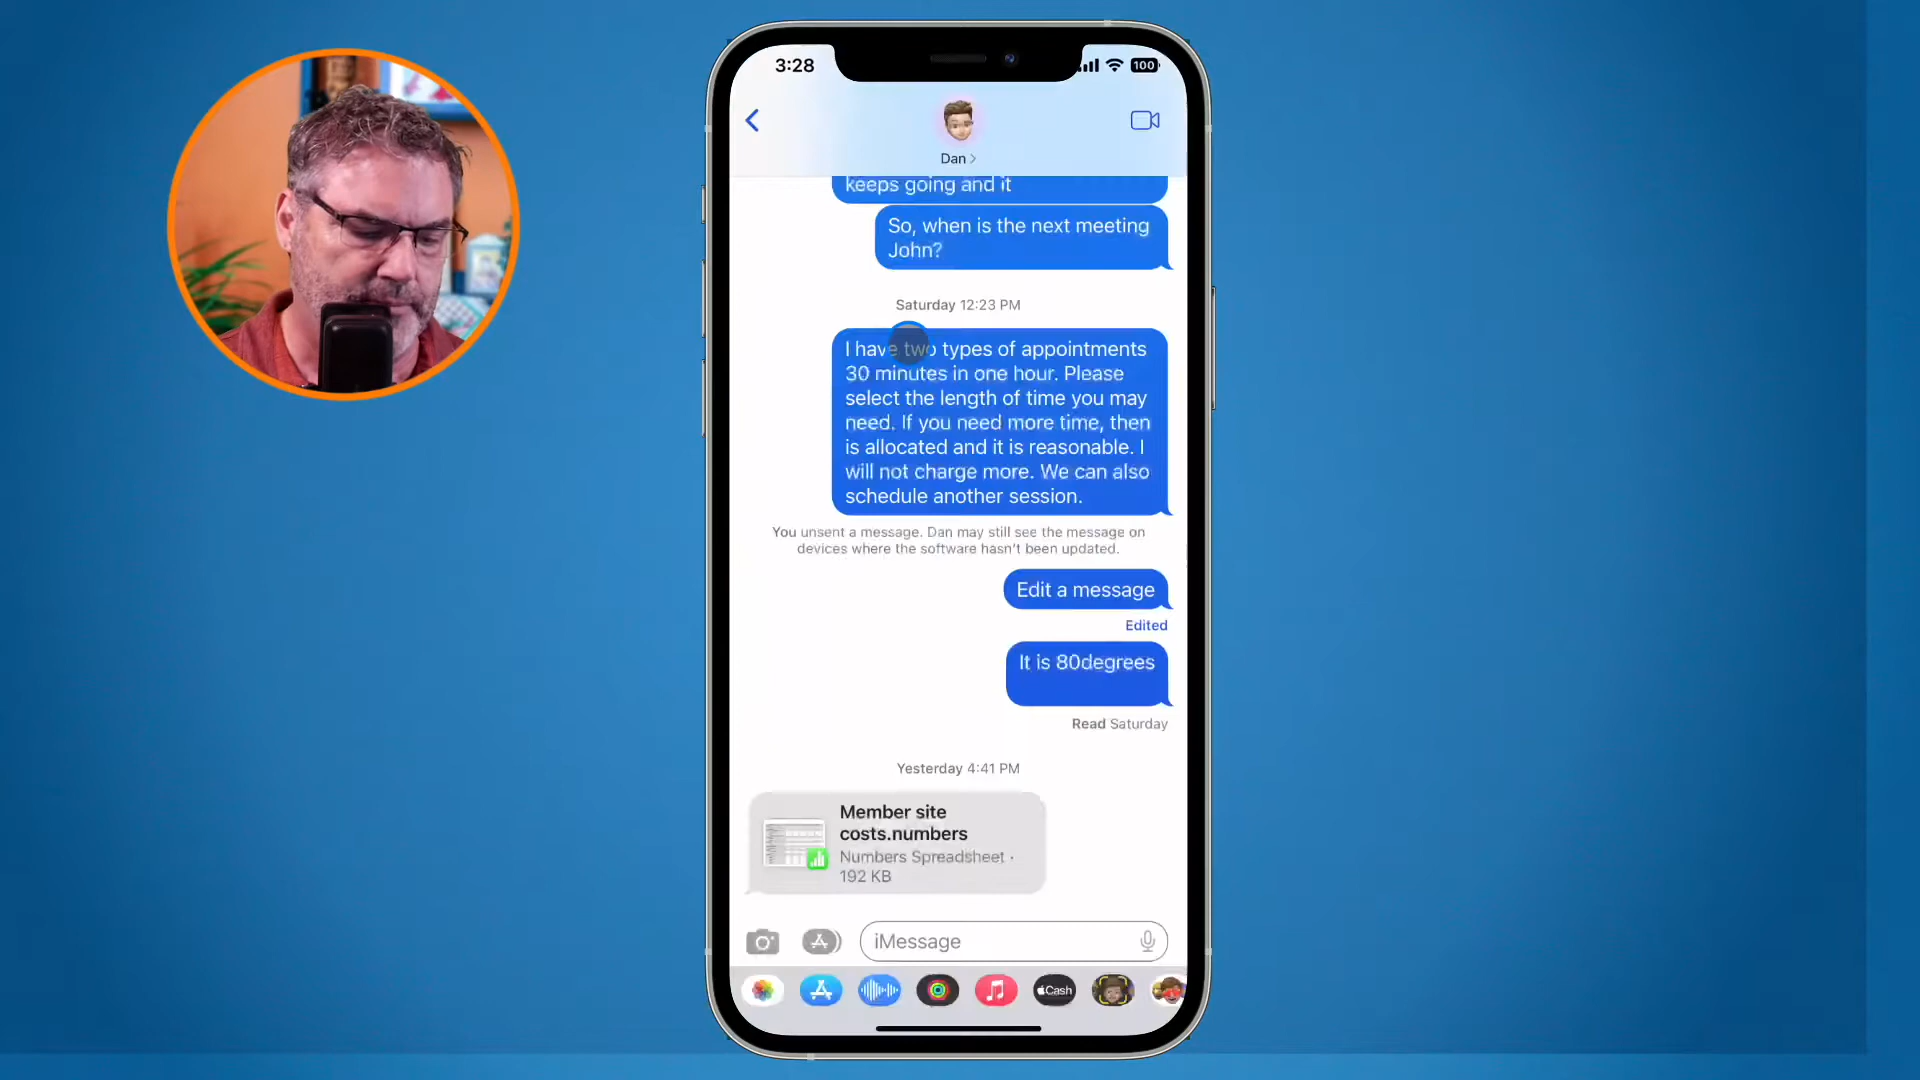 3:28
100
Dan >
keeps going and it
So, when is the next meeting
John?
Saturday 12:23 PM
I have two types of appointments
30 minutes in one hour. Please
select the length of time you may
need. If you need more time, then
is allocated and it is reasonable. I
will not charge more. We can also
schedule another session.
You unsent a message. Dan may still see the message on
devices where the software hasn't been updated.
Edit a message
Edited
It is 80degrees
Read Saturday
Yesterday 4:41 PM
Member site
costs.numbers
Numbers Spreadsheet ·
192 KB
iMessage
Cash